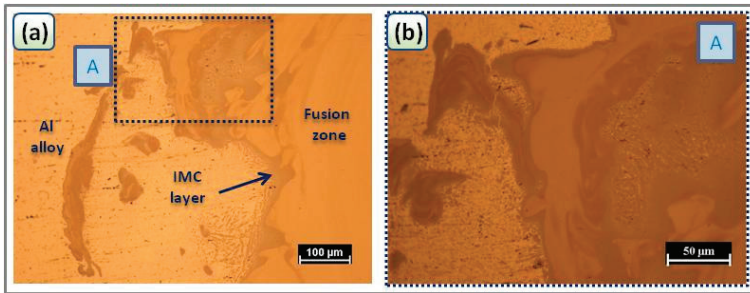 (a)
A
Al
alloy
IMC
layer
Fusion
zone
100 µm
(b)
A
50 µm